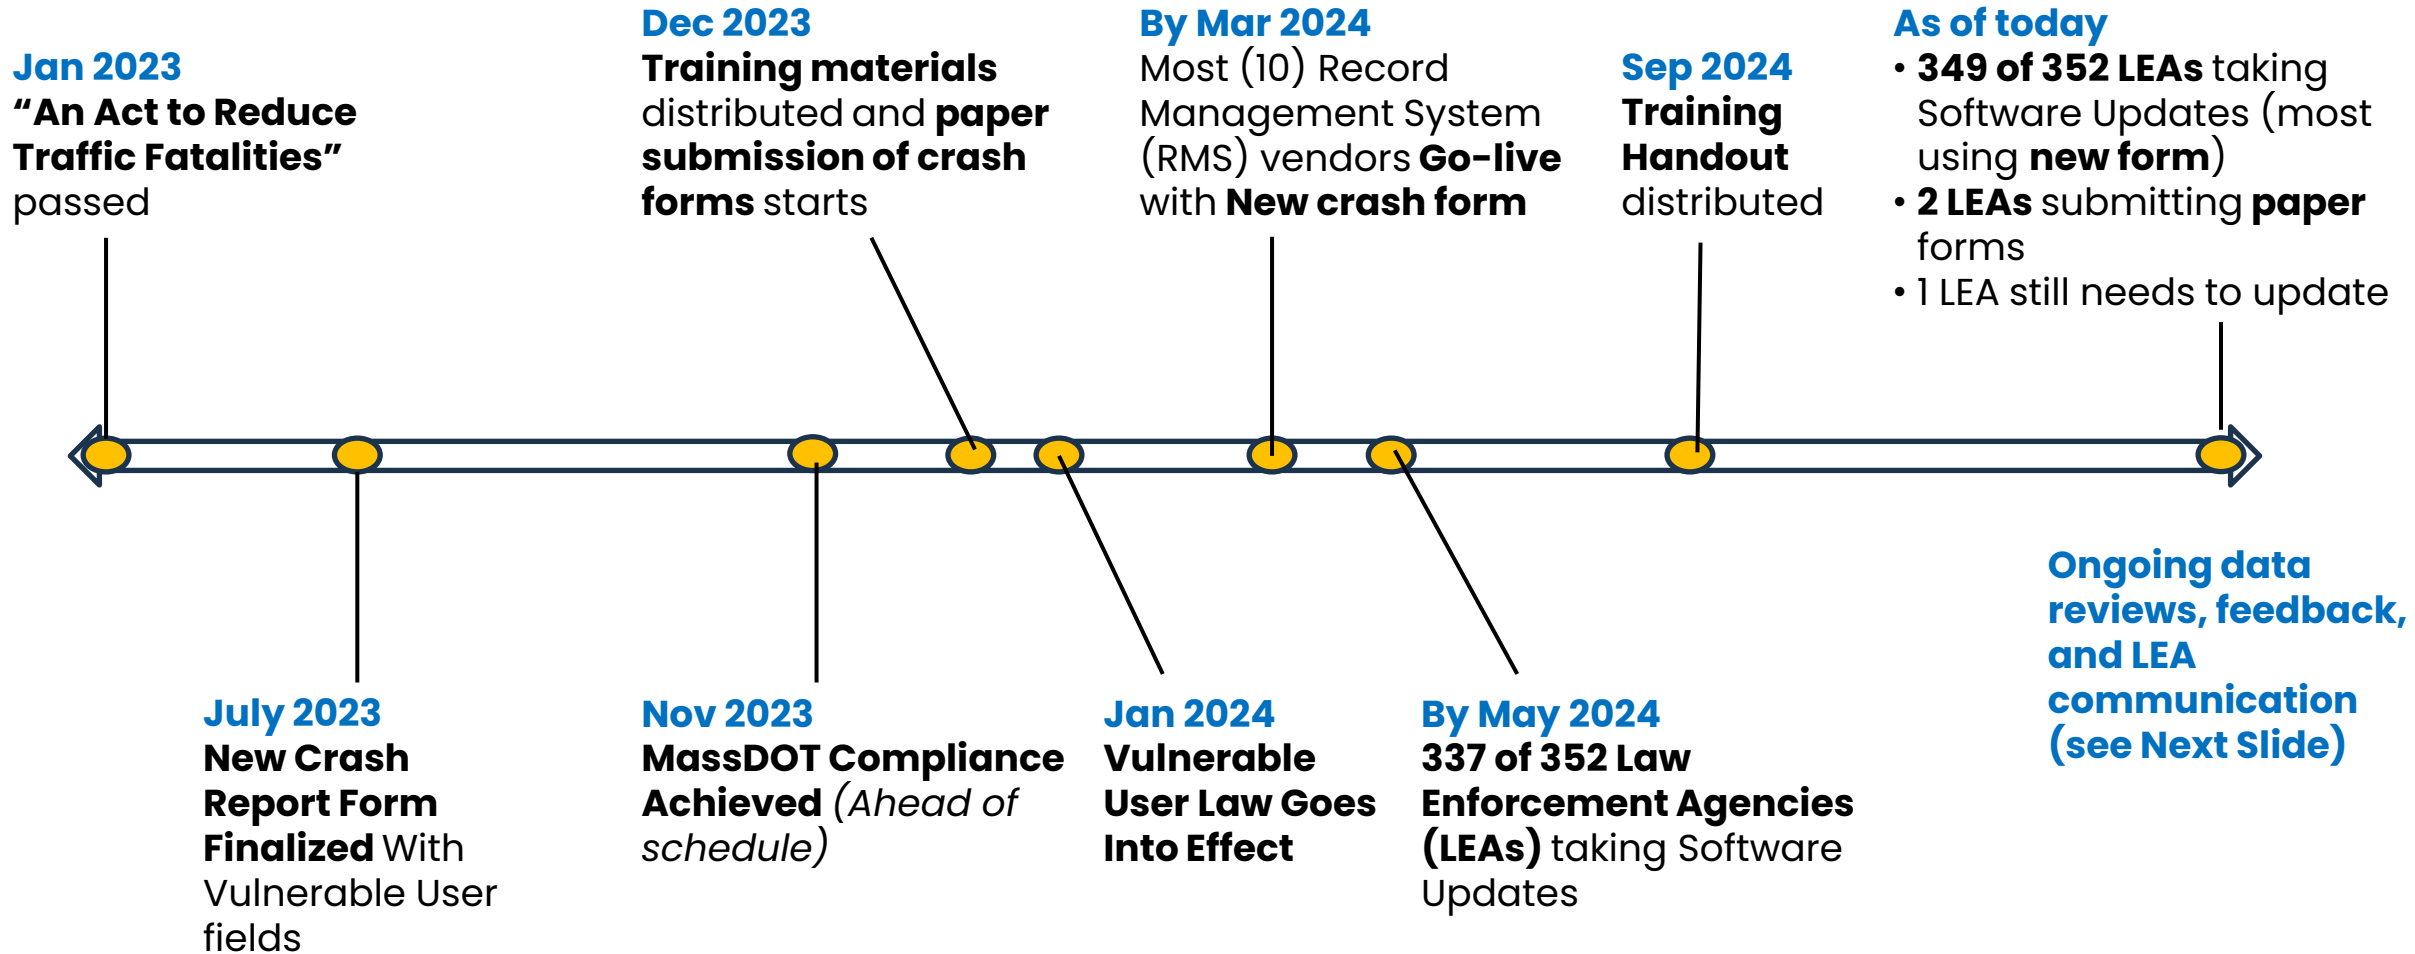 Jan 2023
“An Act to Reduce
Traffic Fatalities”
passed
Dec 2023
Training materials
distributed and paper
submission of crash
forms starts
By Mar 2024
Most (10) Record
Management System
(RMS) vendors Go-live
with New crash form
Sep 2024
Training
Handout
distributed
As of today
• 349 of 352 LEAs taking
Software Updates (most
using new form)
• 2 LEAs submitting paper
forms
• 1 LEA still needs to update
July 2023
New Crash
Report Form
Finalized With
Vulnerable User
fields
Nov 2023
MassDOT Compliance
Achieved (Ahead of
schedule)
Jan 2024
Vulnerable
User Law Goes
Into Effect
By May 2024
337 of 352 Law
Enforcement Agencies
(LEAs) taking Software
Updates
Ongoing data
reviews, feedback,
and LEA
communication
(see Next Slide)